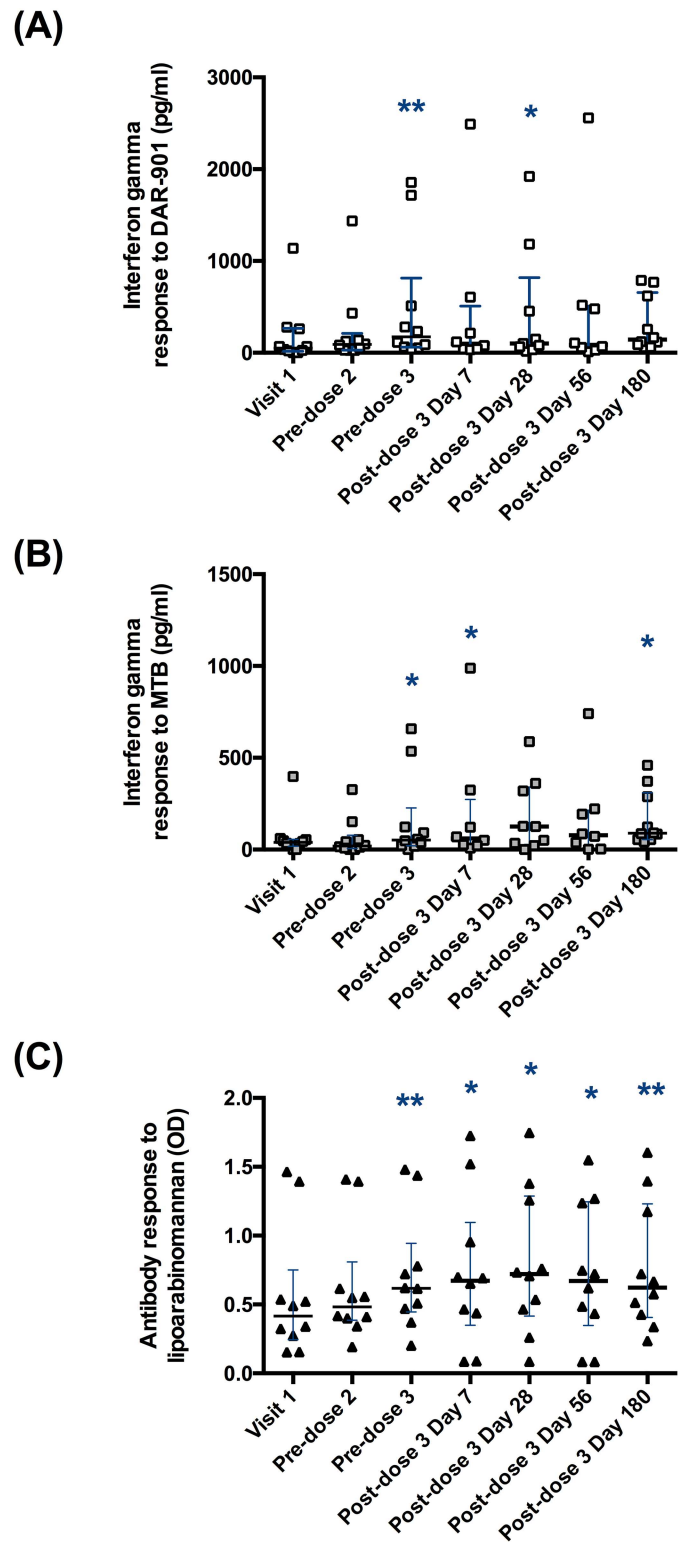 (A)
Interferon gamma
response to DAR-901 (pg/ml)
3000
2000
1000
0
**
*
Visit 1
Pre-dose 2
Pre-dose 3
Post-dose 3 Day 7
Post-dose 3 Day 28
Post-dose 3 Day 56
Post-dose 3 Day 180
(B)
Interferon gamma
response to MTB (pg/ml)
1500
1000
500
0
*
*
*
Visit 1
Pre-dose 2
Pre-dose 3
Post-dose 3 Day 7
Post-dose 3 Day 28
Post-dose 3 Day 56
Post-dose 3 Day 180
(C)
Antibody response to
lipoarabinomannan (OD)
2.0
1.5
1.0
0.5
0.0
**
*
*
*
**
Visit 1
Pre-dose 2
Pre-dose 3
Post-dose 3 Day 7
Post-dose 3 Day 28
Post-dose 3 Day 56
Post-dose 3 Day 180